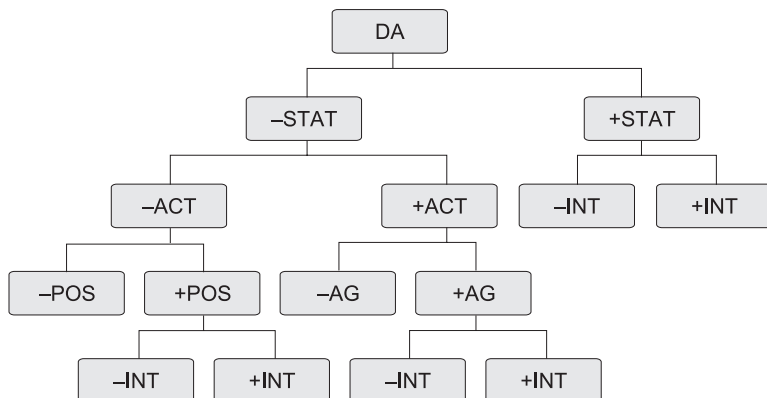 DA
–STAT +STAT
–ACT +ACT –INT +INT
–POS +POS –AG +AG
–INT +INT –INT +INT